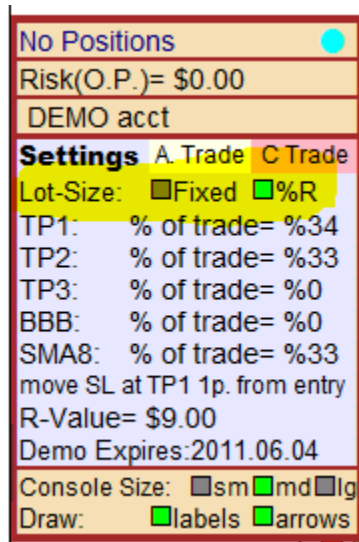 No Positions
Risk(O.P.)= $0.00
DEMO acct
Settings A. Trade C Trade
Lot-Size: Fixed %R
TP1: % of trade= %34
TP2: % of trade= %33
TP3: % of trade= %0
BBB: % of trade= %0
SMA8: % of trade= %33
move SL at TP1 1p. from entry
R-Value= $9.00
Demo Expires:2011.06.04
Console Size: sm md lg
Draw: labels arrows